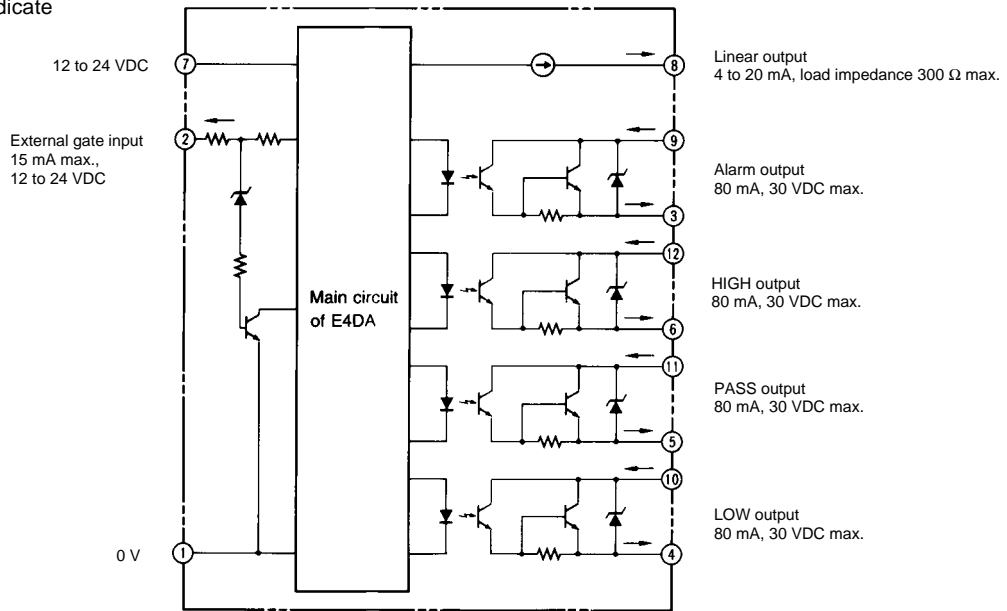 dicate
12 to 24 VDC
7
8
Linear output
4 to 20 mA, load impedance 300 Ω max.
External gate input
15 mA max.,
12 to 24 VDC
2
9
Alarm output
80 mA, 30 VDC max.
3
12
HIGH output
80 mA, 30 VDC max.
6
Main circuit
of E4DA
11
PASS output
80 mA, 30 VDC max.
5
10
LOW output
80 mA, 30 VDC max.
4
0 V
1